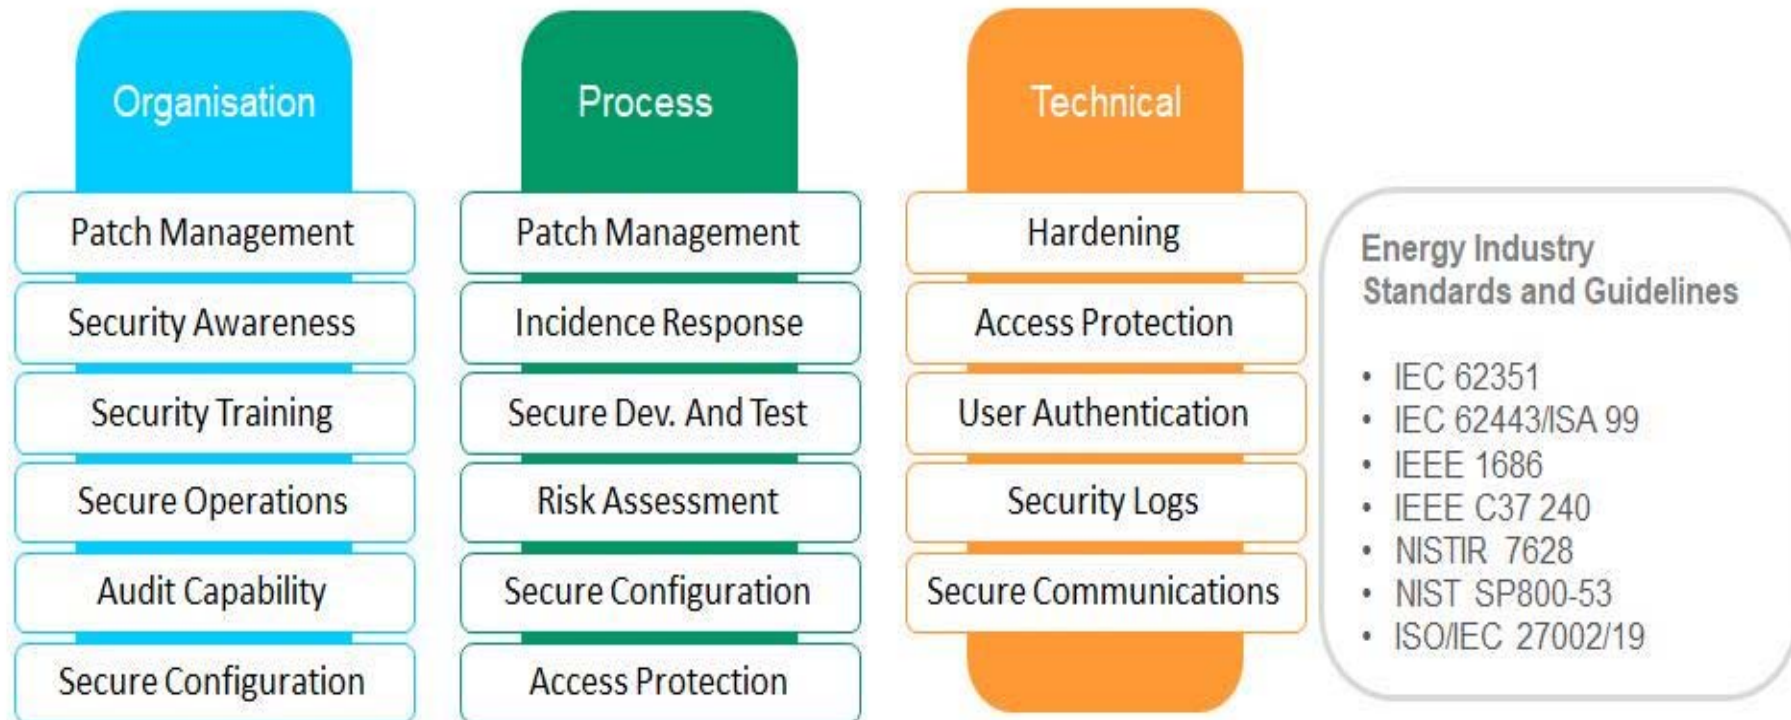 Organisation
Patch Management
Security Awareness
Security Training
Secure Operations
Audit Capability
Secure Configuration
Process
Patch Management
Incidence Response
Secure Dev. And Test
Risk Assessment
Secure Configuration
Access Protection
Technical
Hardening
Access Protection
User Authentication
Security Logs
Secure Communications
Energy Industry
Standards and Guidelines
• IEC 62351
• IEC 62443/ISA 99
• IEEE 1686
• IEEE C37 240
• NISTIR 7628
• NIST SP800-53
• ISO/IEC 27002/19